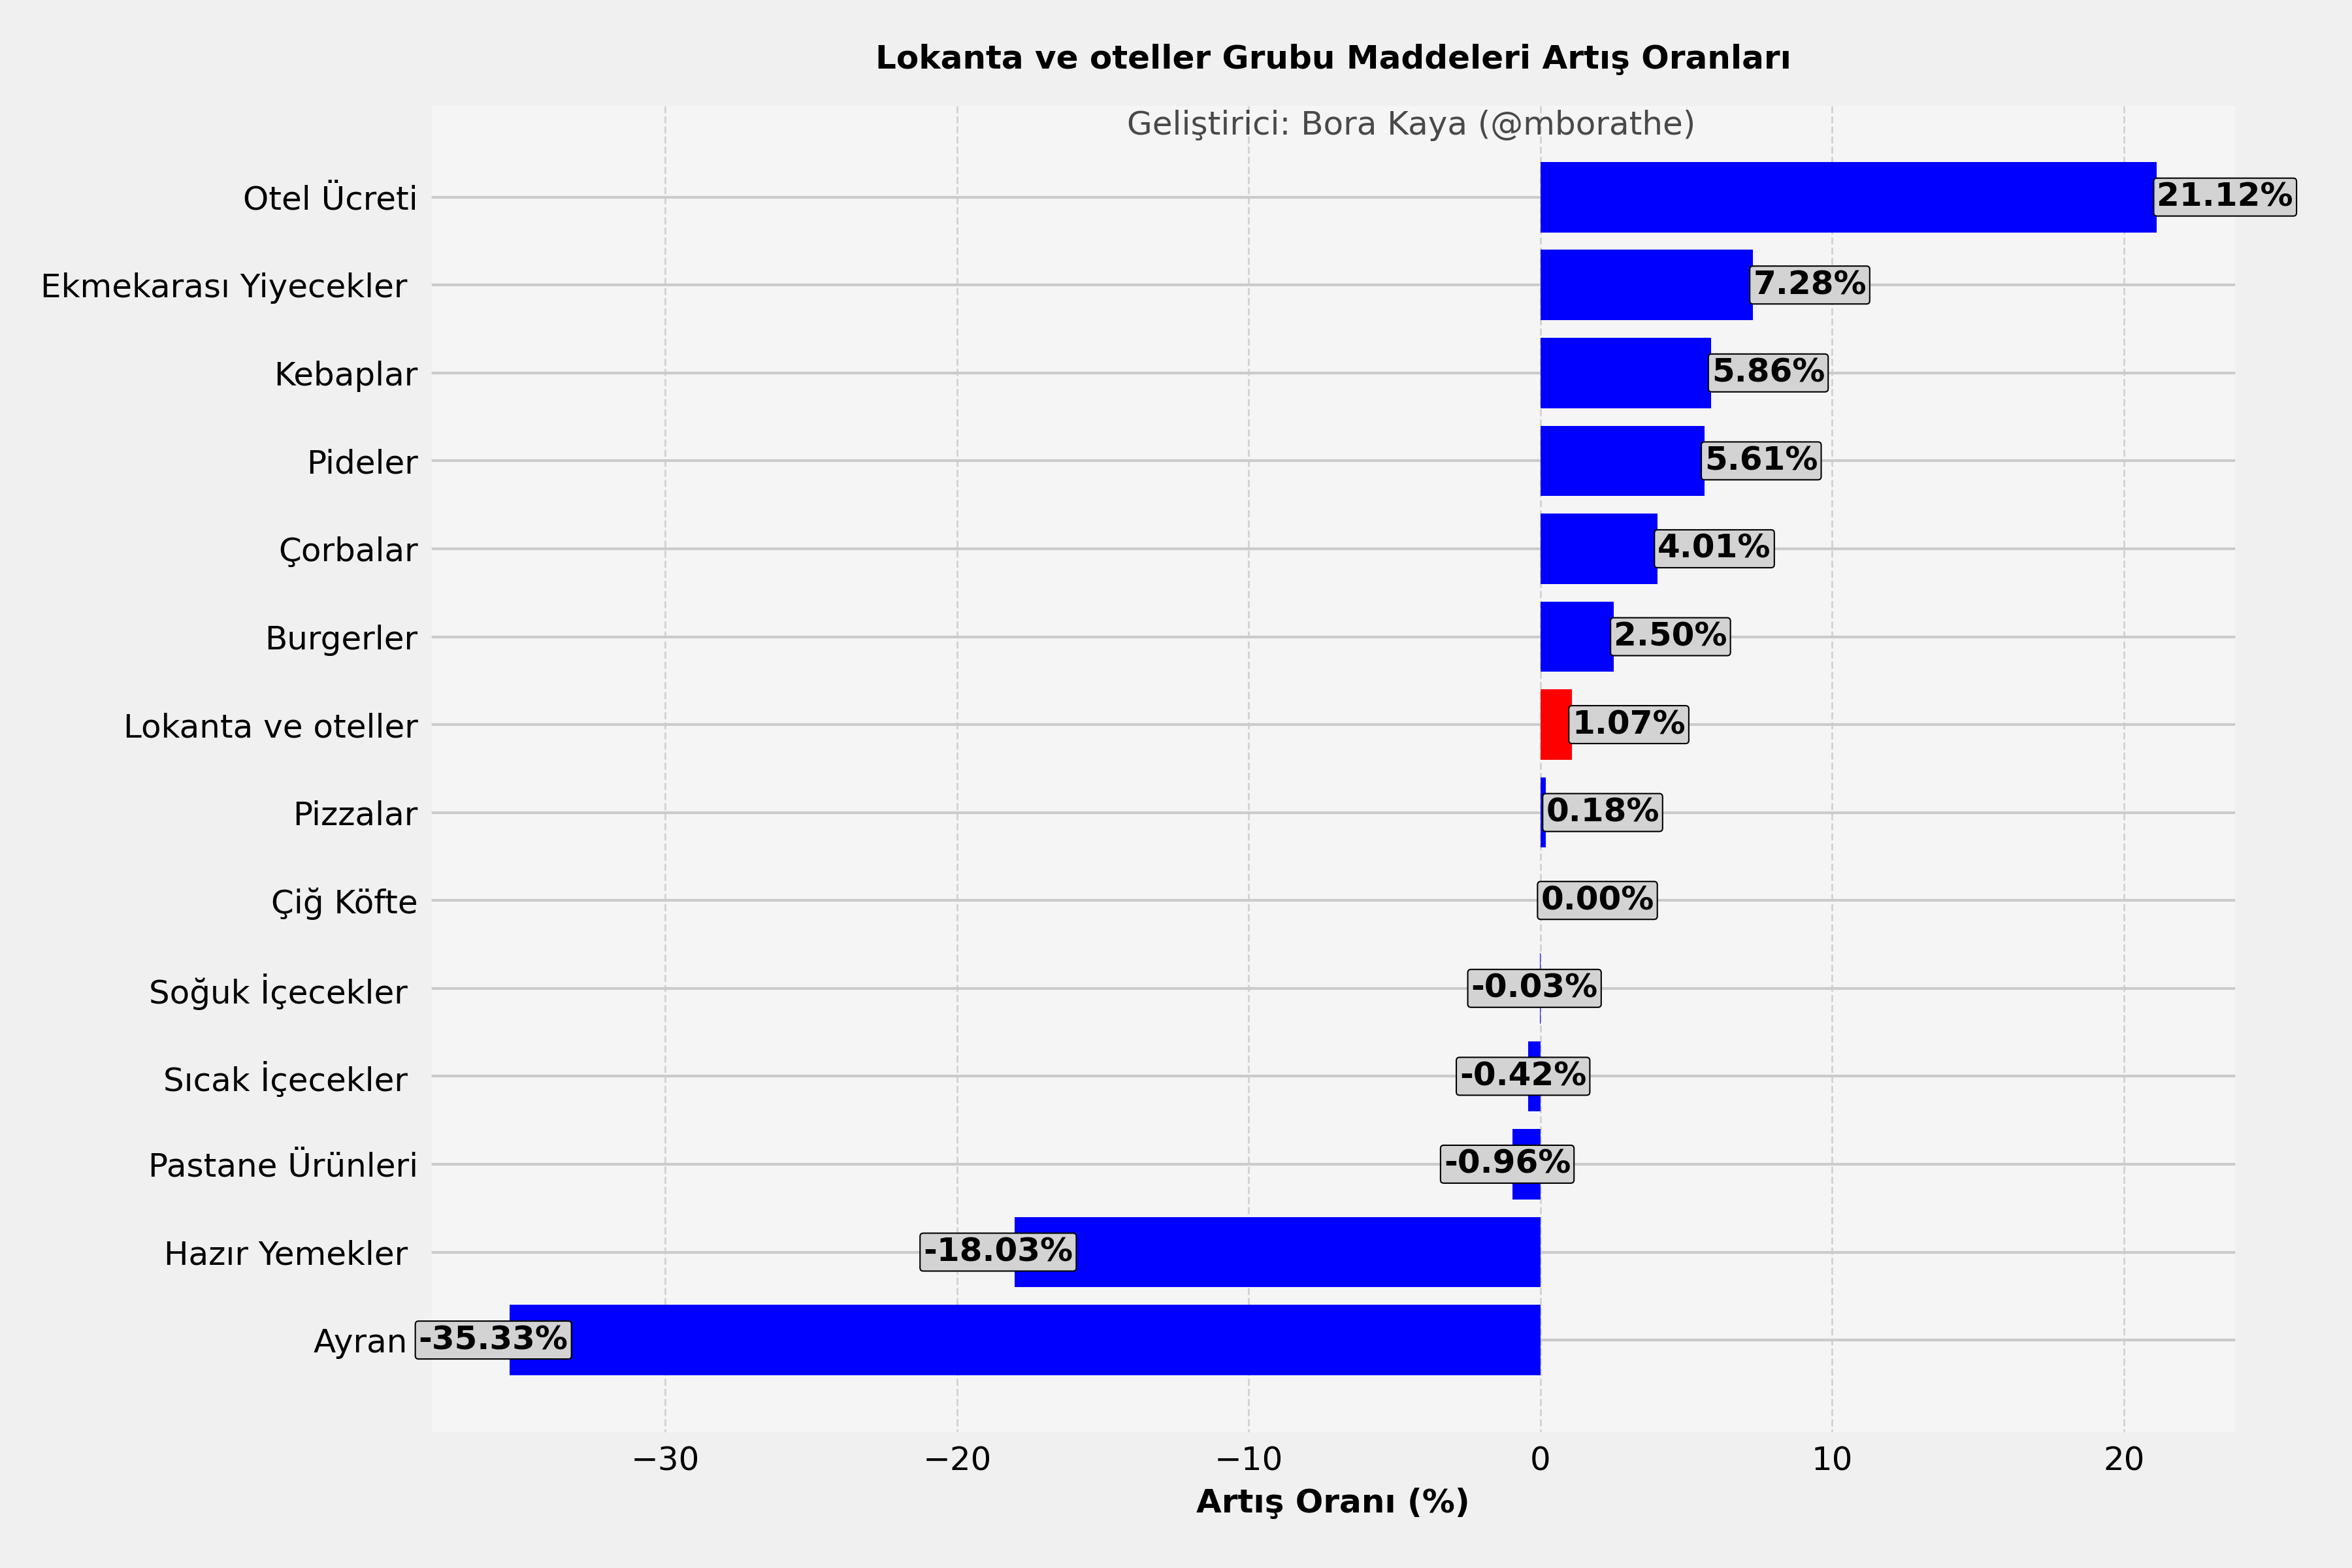 Lokanta ve oteller Grubu Maddeleri Artış Oranları
Geliştirici: Bora Kaya (@mborathe)
Otel Ücreti 21.12%
Ekmekarası Yiyecekler 7.28%
Kebaplar 5.86%
Pideler 5.61%
Çorbalar 4.01%
Burgerler 2.50%
Lokanta ve oteller 1.07%
Pizzalar 0.18%
Çiğ Köfte 0.00%
Soğuk İçecekler -0.03%
Sıcak İçecekler -0.42%
Pastane Ürünleri -0.96%
Hazır Yemekler -18.03%
Ayran -35.33%
−30 −20 −10 0 10 20
Artış Oranı (%)